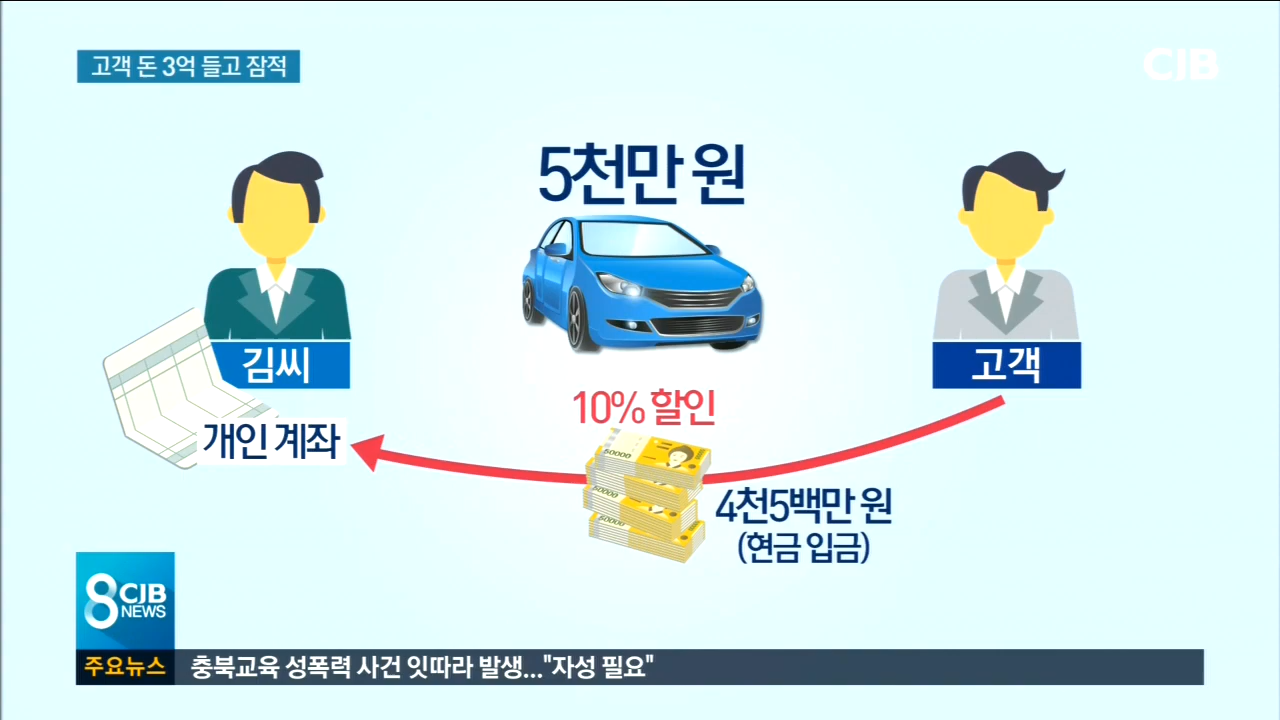 고객 돈 3억 들고 잠적
CJB
5천만 원
김씨
고객
10% 할인
개인 계좌
50000
50000
50000
4천5백만 원
(현금 입금)
8 CJB
NEWS
주요뉴스 충북교육 성폭력 사건 잇따라 발생..."자성 필요"